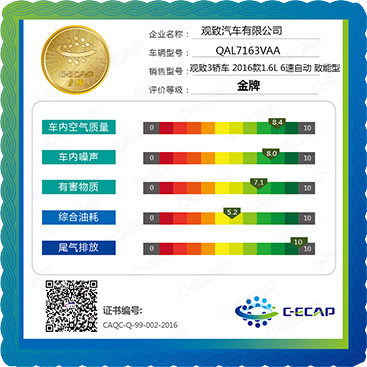 企业名称: 观致汽车有限公司
车辆型号: QAL7163VAA
销售型号: 观致3轿车 2016款1.6L 6速自动 致能型
评价等级: 金牌
C-ECAP
车内空气质量 0 8.4 10
车内噪声 0 8.0 10
有害物质 0 7.1 10
综合油耗 0 5.2 10
尾气排放 0 10 10
证书编号:
CAQC-Q-99-002-2016
C-ECAP